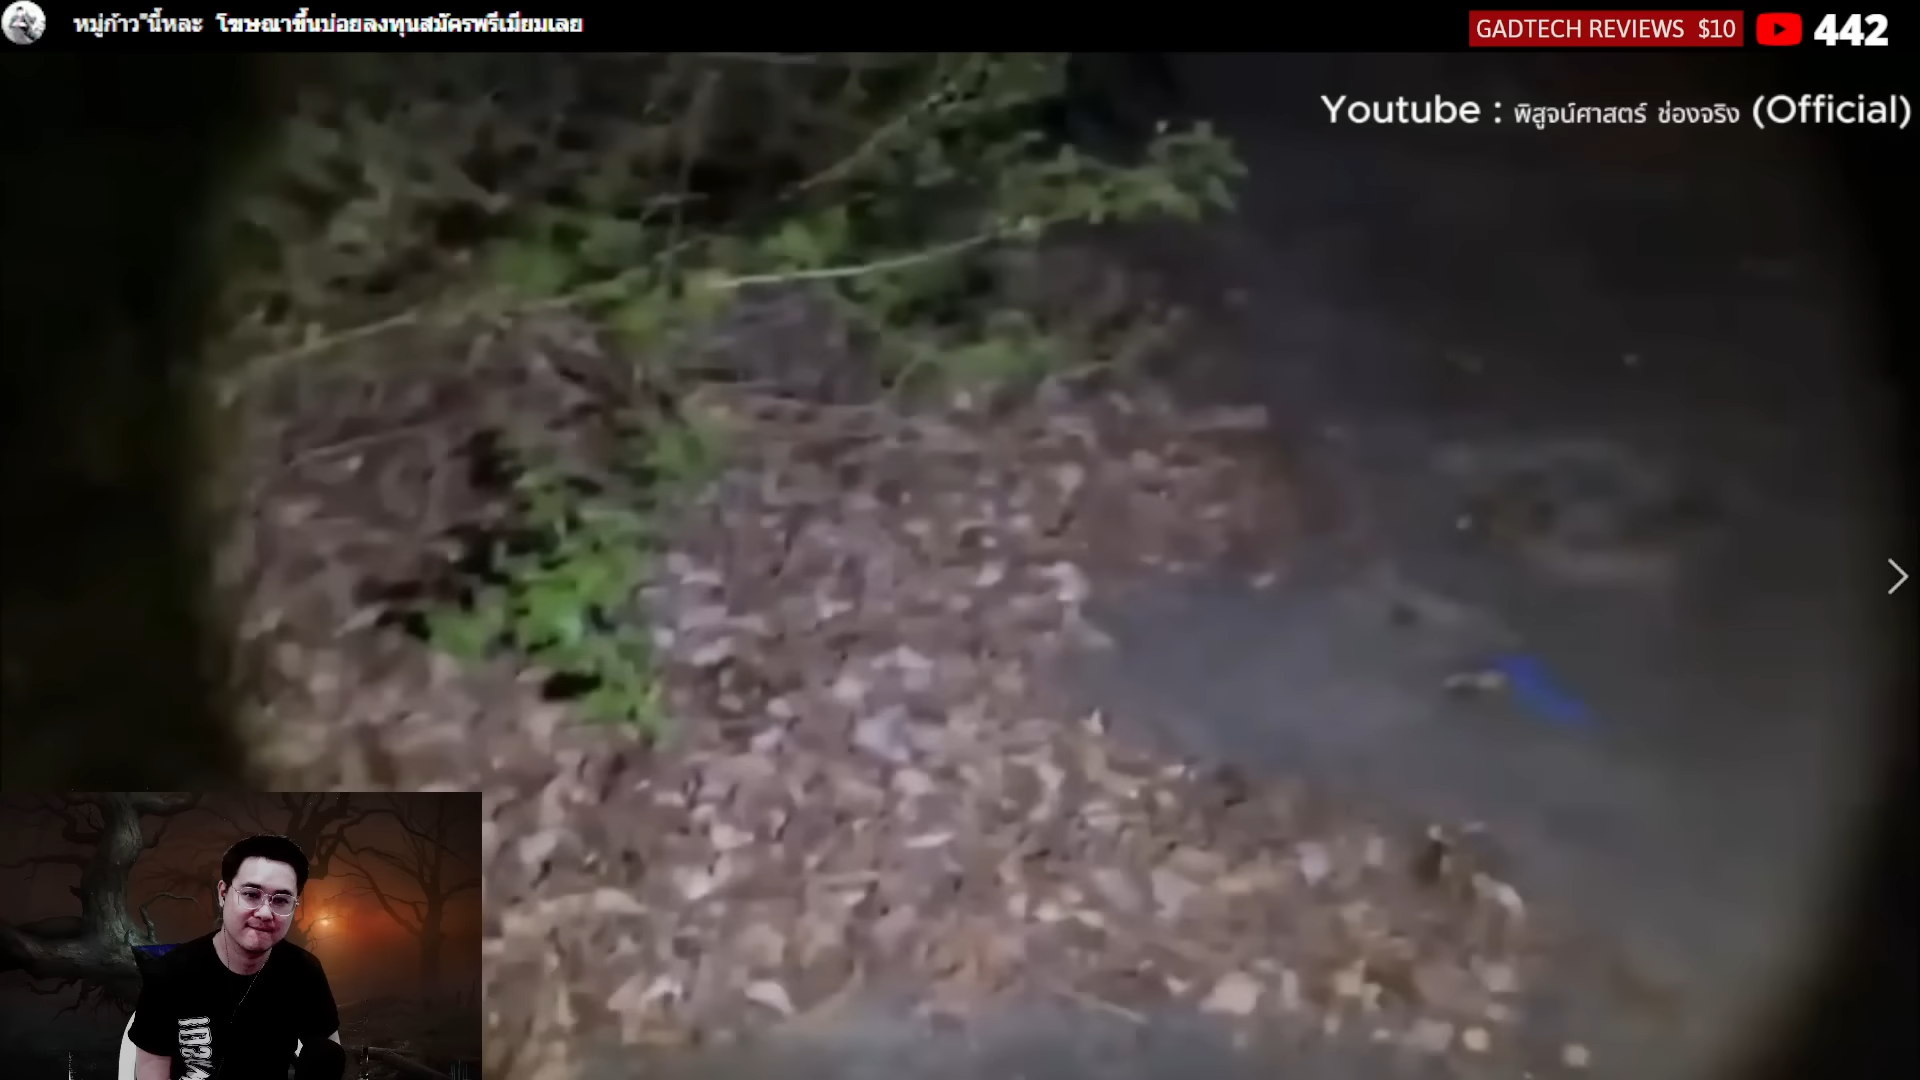 หมู่ก้าว"นี้หละ โฆษณาขึ้นบ่อยลงทุนสมัครพรีเมียมเลย
GADTECH REVIEWS $10 442
Youtube : พิสูจน์ศาสตร์ ช่องจริง (Official)